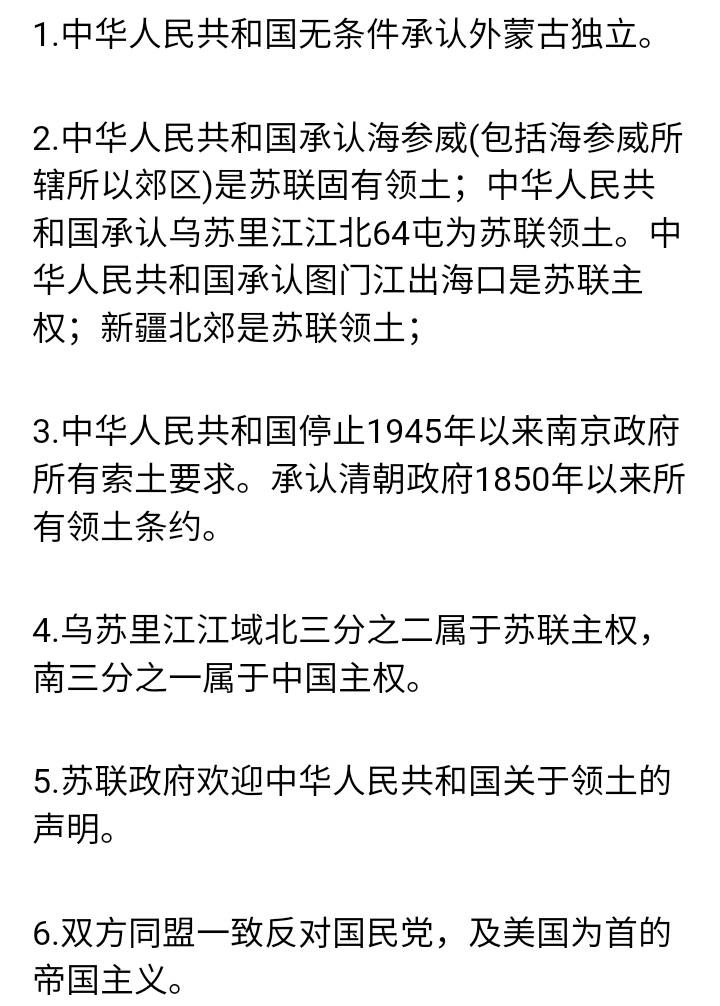 1.中华人民共和国无条件承认外蒙古独立。
2.中华人民共和国承认海参威(包括海参威所
辖所以郊区)是苏联固有领土；中华人民共
和国承认乌苏里江江北64屯为苏联领土。中
华人民共和国承认图门江出海口是苏联主
权；新疆北郊是苏联领土；
3.中华人民共和国停止1945年以来南京政府
所有索土要求。承认清朝政府1850年以来所
有领土条约。
4.乌苏里江江域北三分之二属于苏联主权，
南三分之一属于中国主权。
5.苏联政府欢迎中华人民共和国关于领土的
声明。
6.双方同盟一致反对国民党，及美国为首的
帝国主义。